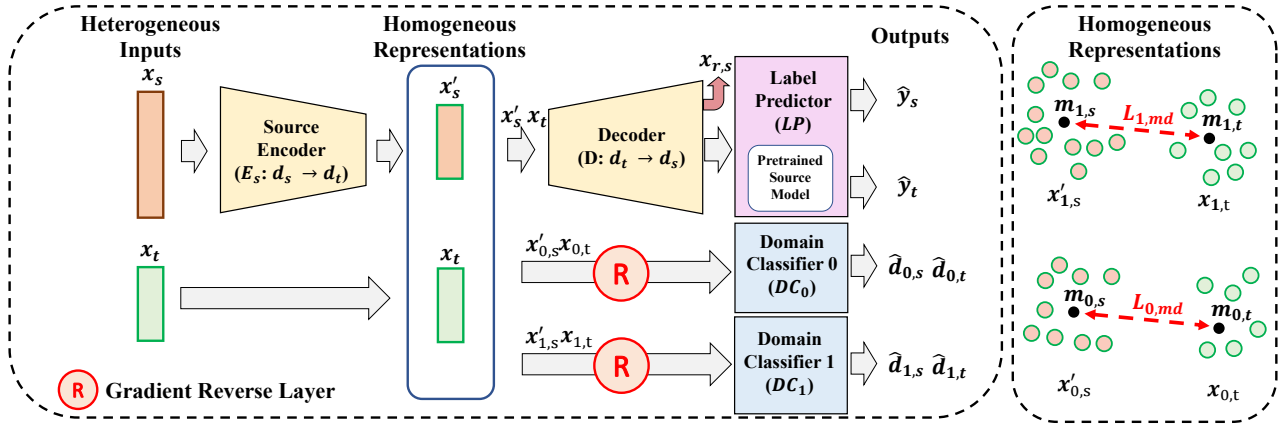 Heterogeneous
Inputs
x_s
Source
Encoder
(E_s: d_s → d_t)
x_t
Homogeneous
Representations
x'_s
x_t
x'_s x_t
Decoder
(D: d_t → d_s)
x_{r,s}
Label
Predictor
(LP)
Pretrained
Source
Model
Outputs
ŷ_s
ŷ_t
x'_{0,s} x_{0,t}
R
Domain
Classifier 0
(DC_0)
d̂_{0,s} d̂_{0,t}
x'_{1,s} x_{1,t}
R
Domain
Classifier 1
(DC_1)
d̂_{1,s} d̂_{1,t}
R Gradient Reverse Layer
Homogeneous
Representations
m_{1,s}
L_{1,md}
m_{1,t}
x'_{1,s}
x_{1,t}
m_{0,s}
L_{0,md}
m_{0,t}
x'_{0,s}
x_{0,t}